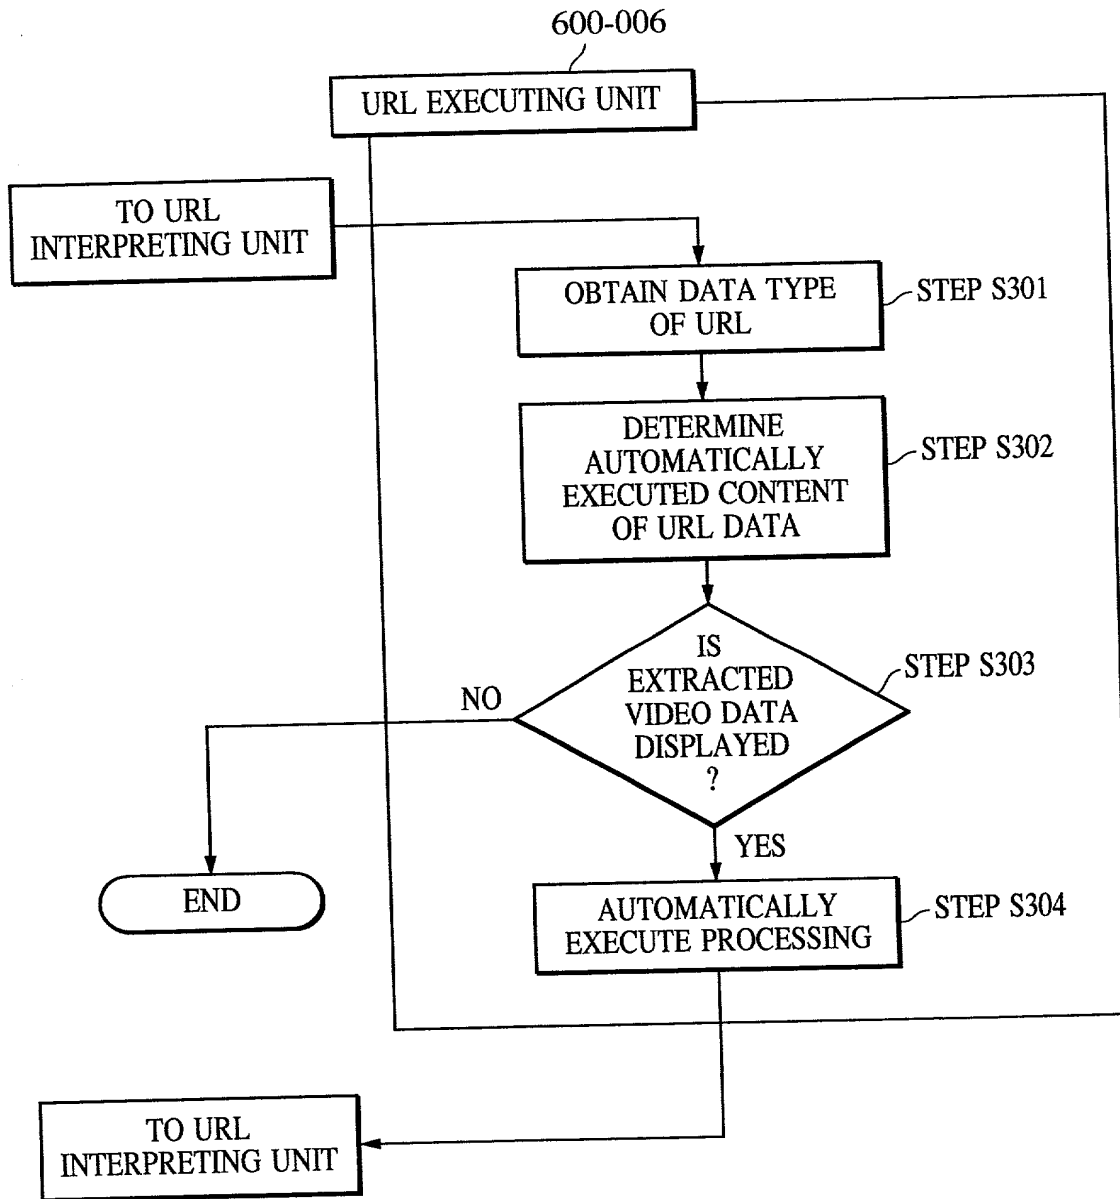 600-006
URL EXECUTING UNIT
TO URL
INTERPRETING UNIT
OBTAIN DATA TYPE
OF URL
STEP S301
DETERMINE
AUTOMATICALLY
EXECUTED CONTENT
OF URL DATA
STEP S302
IS
EXTRACTED
VIDEO DATA
DISPLAYED
?
STEP S303
NO
YES
END
AUTOMATICALLY
EXECUTE PROCESSING
STEP S304
TO URL
INTERPRETING UNIT